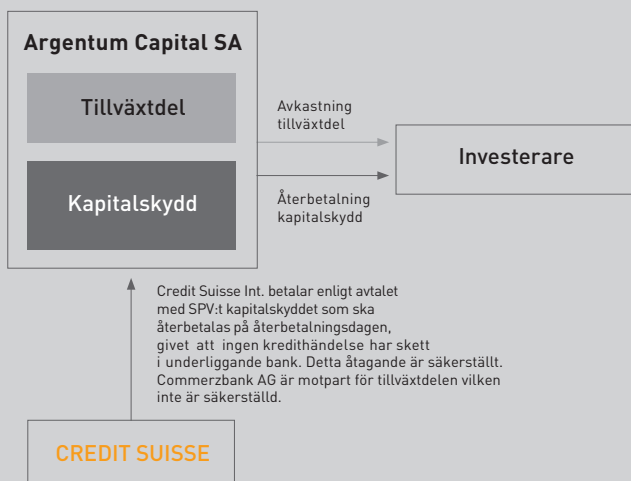 Argentum Capital SA
Tillväxtdel
Kapitalskydd
Avkastning
tillväxtdel
Återbetalning
kapitalskydd
Investerare
Credit Suisse Int. betalar enligt avtalet
med SPV:t kapitalskyddet som ska
återbetalas på återbetalningsdagen,
givet att ingen kredithändelse har skett
i underliggande bank. Detta åtagande är säkerställt.
Commerzbank AG är motpart för tillväxtdelen vilken
inte är säkerställd.
CREDIT SUISSE